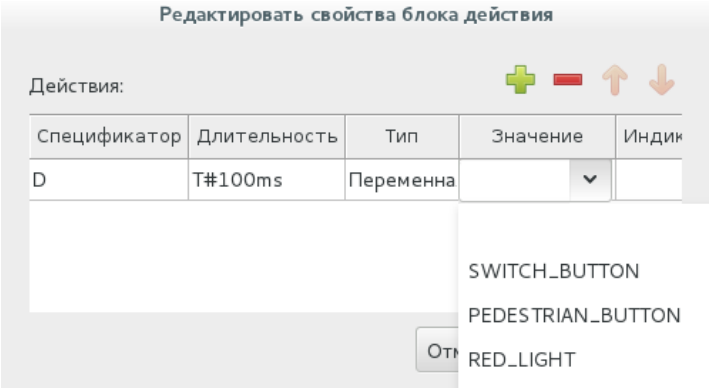 Редактировать свойства блока действия
Действия:
Спецификатор Длительность Тип Значение Индик
D T#100ms Переменна
SWITCH_BUTTON
PEDESTRIAN_BUTTON
Отм
RED_LIGHT